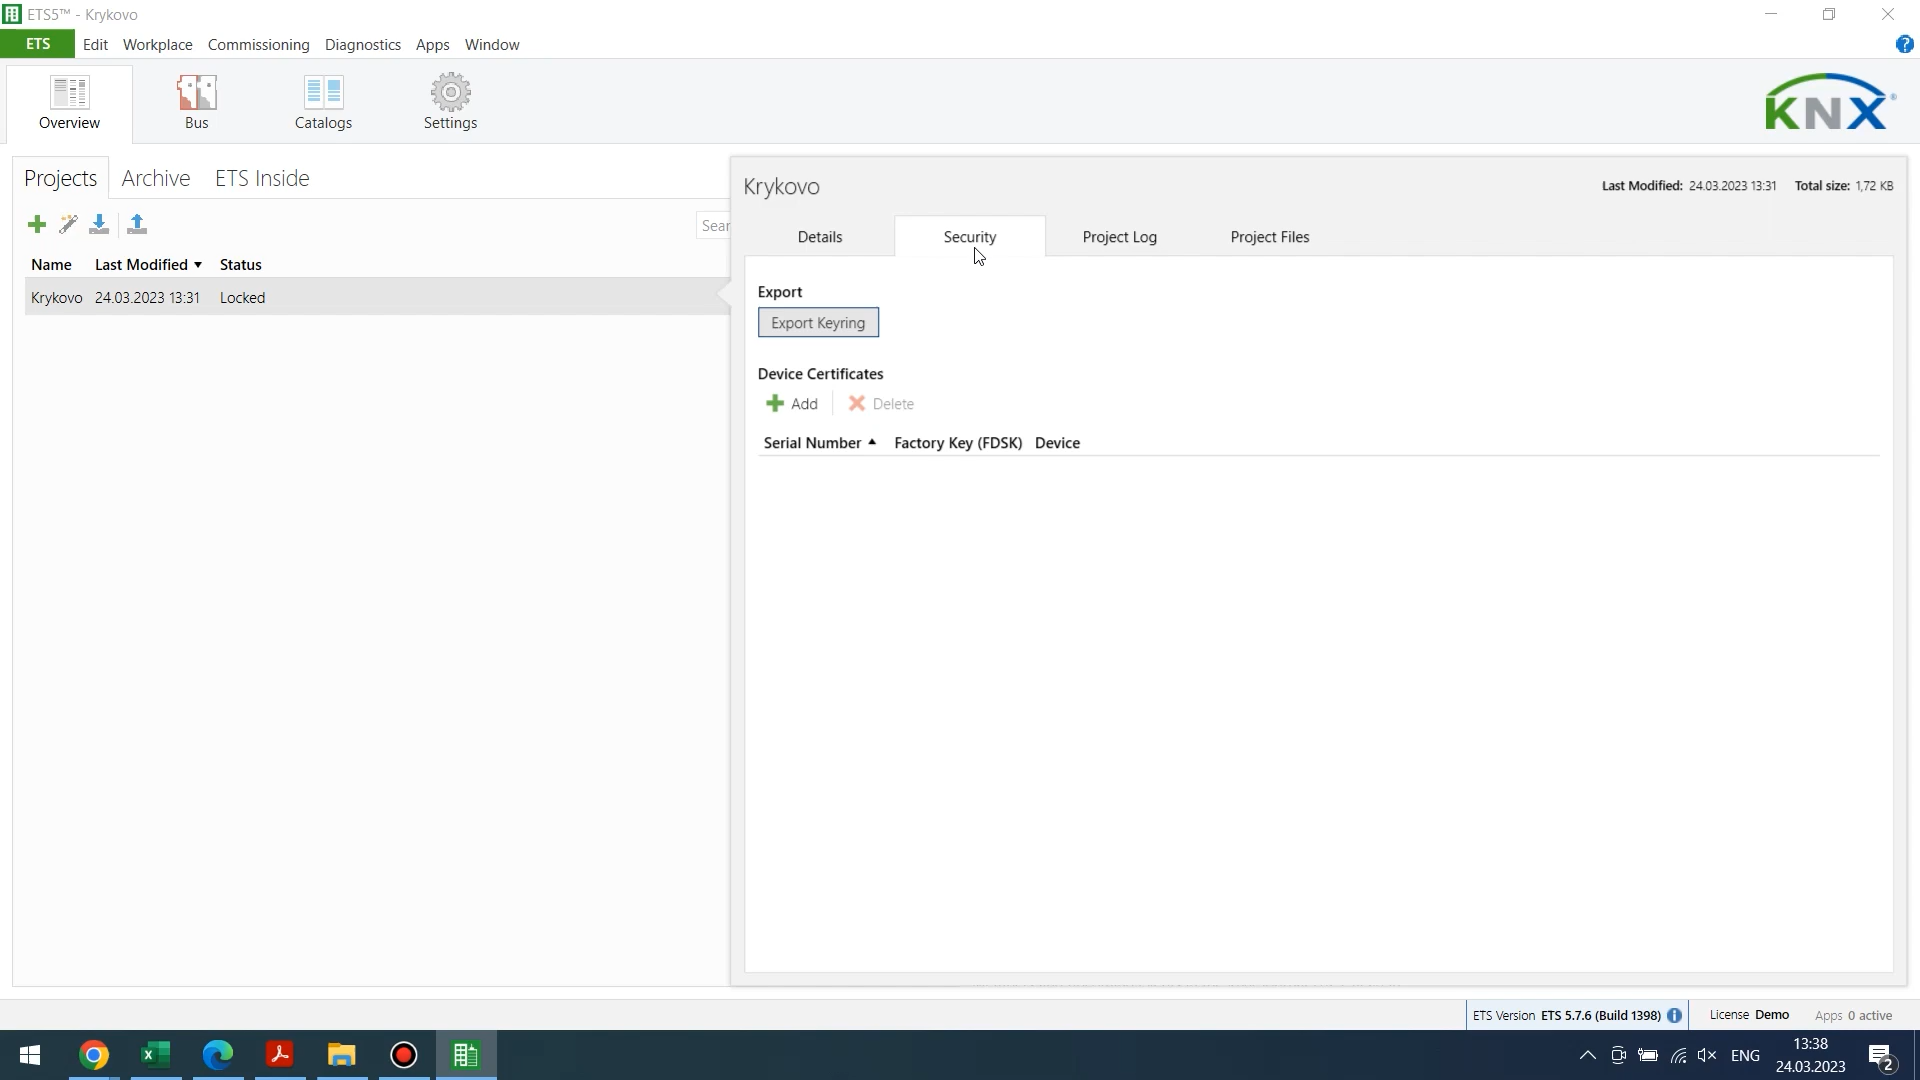 ETS5™ - Krykovo
ETS Edit Workplace Commissioning Diagnostics Apps Window
?
Overview Bus Catalogs Settings
KNX®
Projects Archive ETS Inside
Sear
Name Last Modified Status
Krykovo 24.03.2023 13:31 Locked
Krykovo
Last Modified: 24.03.2023 13:31 Total size: 1,72 KB
Details Security Project Log Project Files
Export
Export Keyring
Device Certificates
Add Delete
Serial Number Factory Key (FDSK) Device
ETS Version ETS 5.7.6 (Build 1398) License Demo Apps 0 active
ENG
13:38
24.03.2023
2